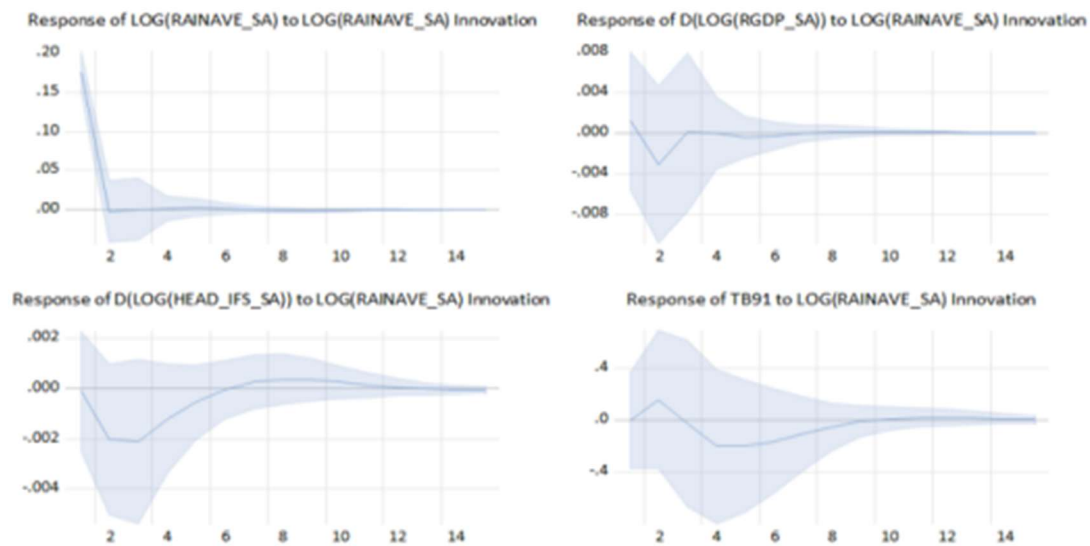 Response of LOG(RAINAVE_SA) to LOG(RAINAVE_SA) Innovation
.20
.15
.10
.05
.00
2 4 6 8 10 12 14
Response of D(LOG(RGDP_SA)) to LOG(RAINAVE_SA) Innovation
.008
.004
.000
-.004
-.008
2 4 6 8 10 12 14
Response of D(LOG(HEAD_IFS_SA)) to LOG(RAINAVE_SA) Innovation
.002
.000
-.002
-.004
2 4 6 8 10 12 14
Response of TB91 to LOG(RAINAVE_SA) Innovation
.4
.0
-.4
2 4 6 8 10 12 14